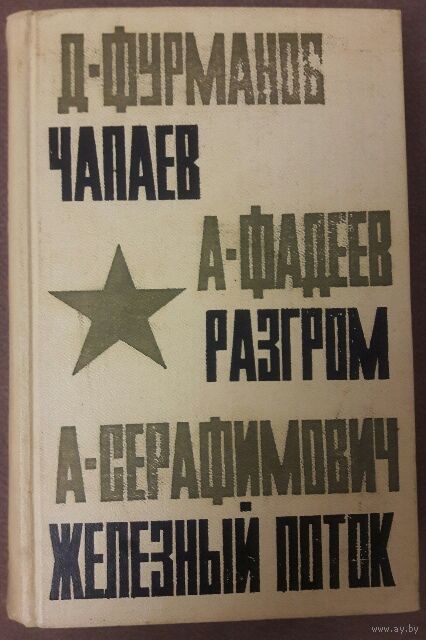 Д·ФУРМАНОВ
ЧАПАЕВ
А·ФАДЕЕВ
РАЗГРОМ
А·СЕРАФИМОВИЧ
ЖЕЛЕЗНЫЙ ПОТОК
www.ay.by